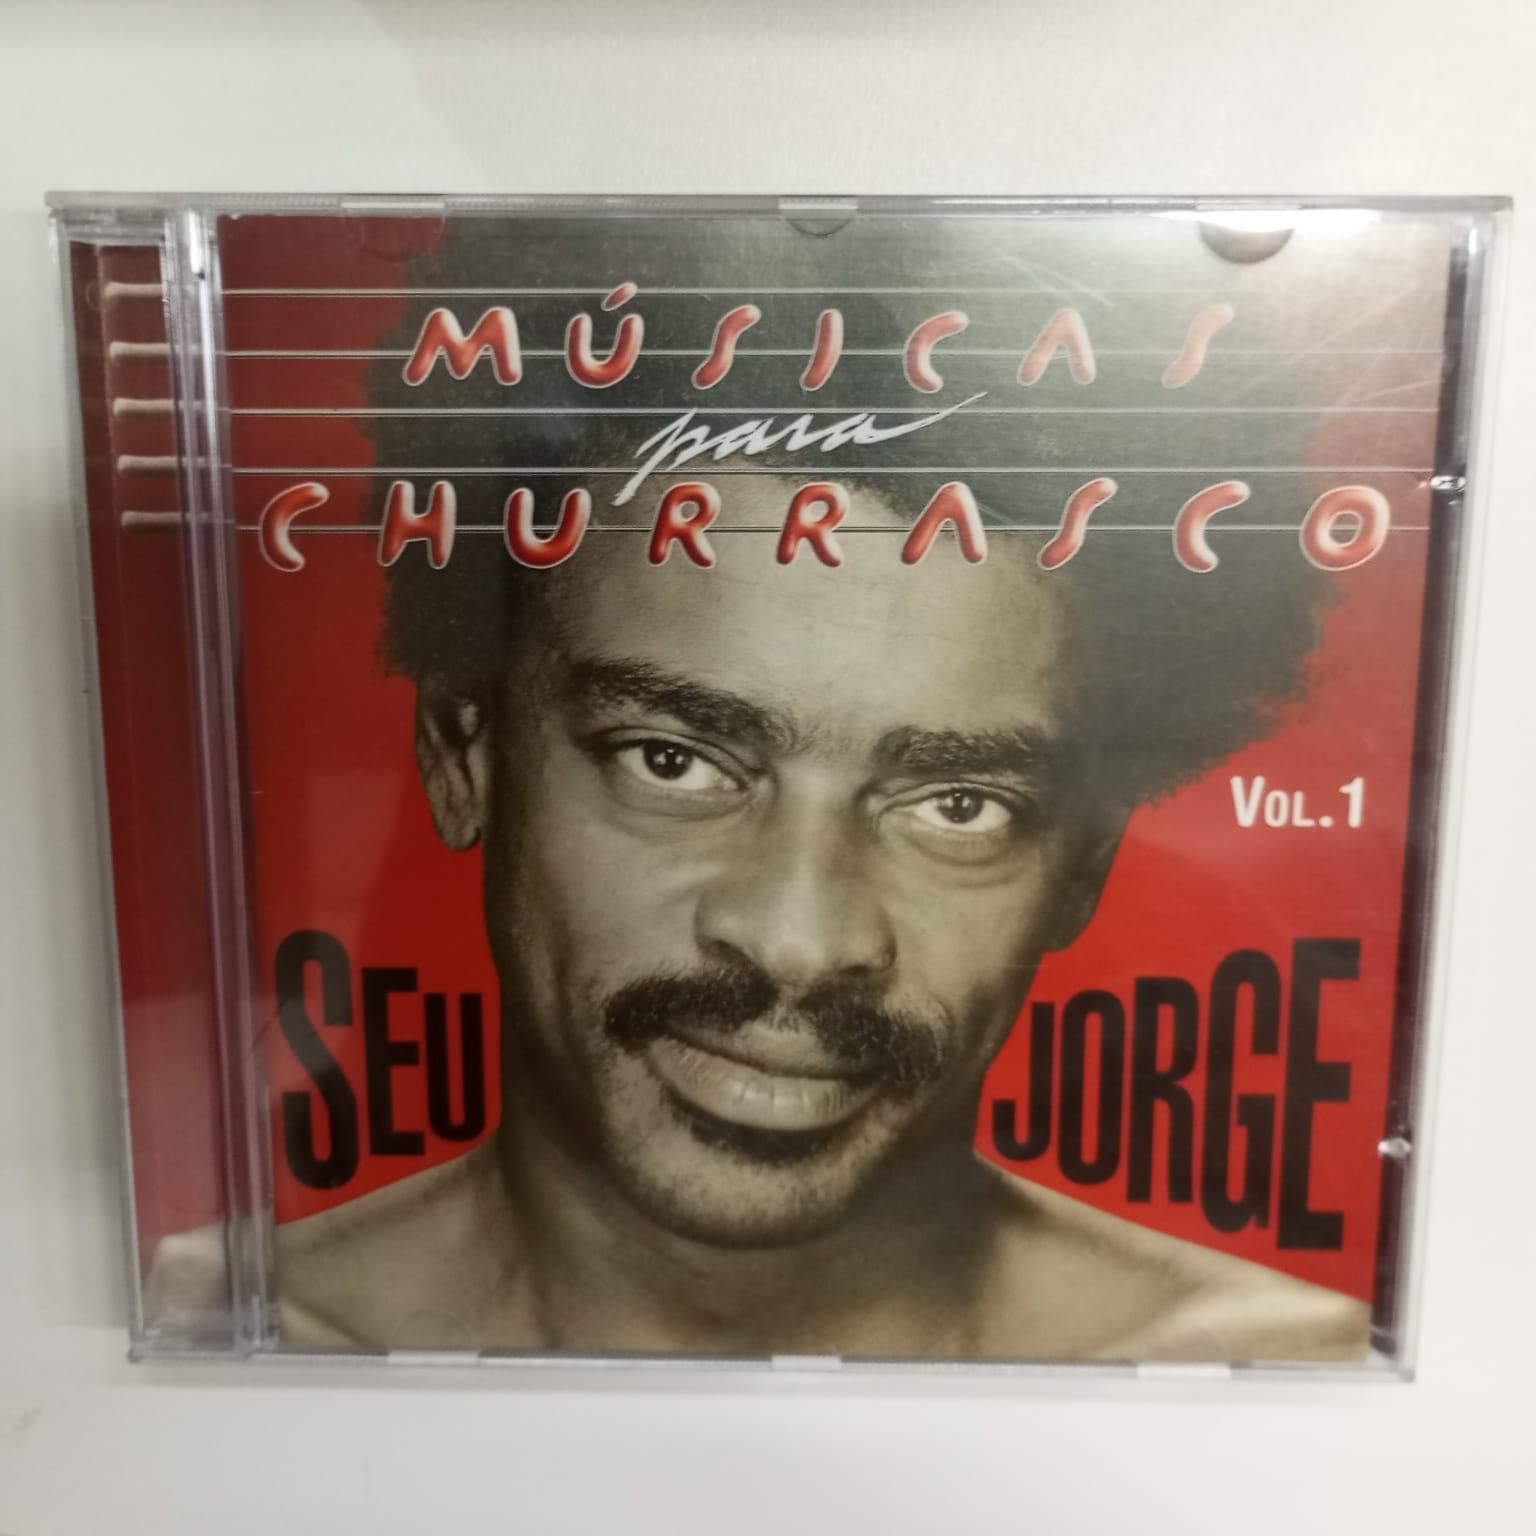 MÚSICAS
para
CHURRASCO
VOL.1
SEU JORGE